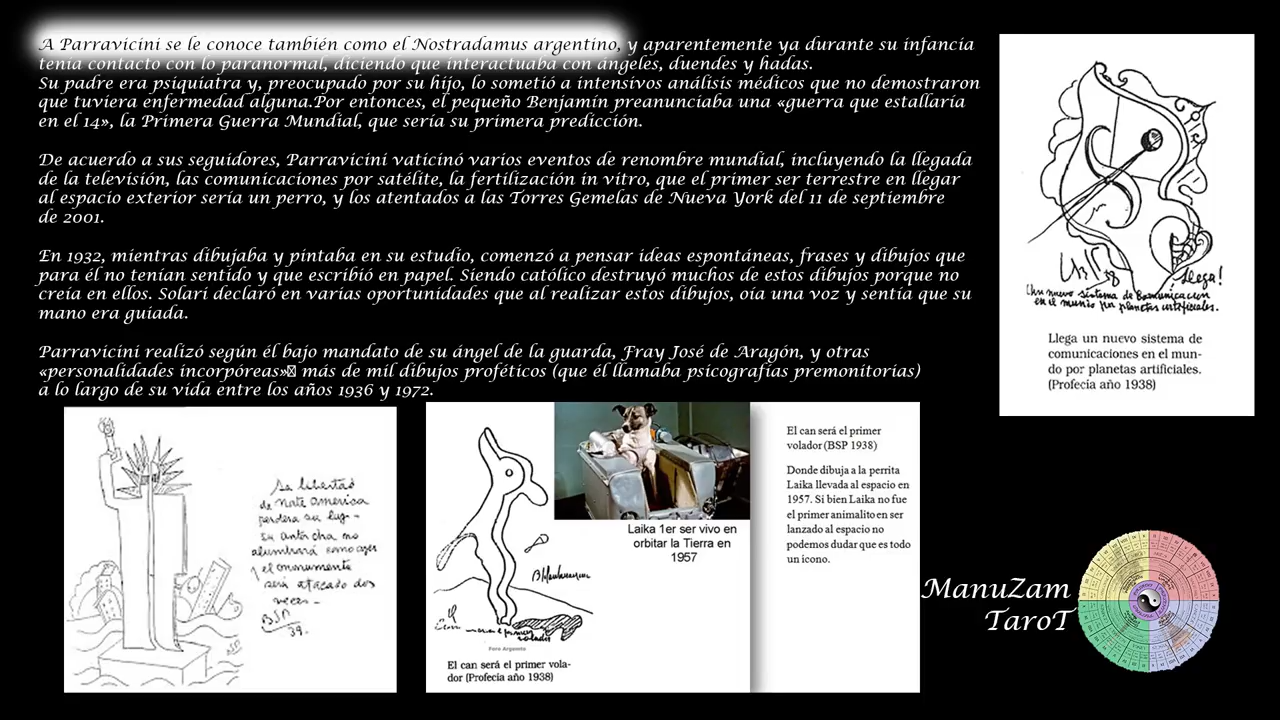 A Parravicini se le conoce también como el Nostradamus argentino, y aparentemente ya durante su infancia
tenía contacto con lo paranormal, diciendo que interactuaba con ángeles, duendes y hadas.
Su padre era psiquiatra y, preocupado por su hijo, lo sometió a intensivos análisis médicos que no demostraron
que tuviera enfermedad alguna.Por entonces, el pequeño Benjamín preanunciaba una «guerra que estallaría
en el 14», la Primera Guerra Mundial, que sería su primera predicción.
De acuerdo a sus seguidores, Parravicini vaticinó varios eventos de renombre mundial, incluyendo la llegada
de la televisión, las comunicaciones por satélite, la fertilización in vitro, que el primer ser terrestre en llegar
al espacio exterior sería un perro, y los atentados a las Torres Gemelas de Nueva York del 11 de septiembre
de 2001.
En 1932, mientras dibujaba y pintaba en su estudio, comenzó a pensar ideas espontáneas, frases y dibujos que
para él no tenían sentido y que escribió en papel. Siendo católico destruyó muchos de estos dibujos porque no
creía en ellos. Solari declaró en varias oportunidades que al realizar estos dibujos, oía una voz y sentía que su
mano era guiada.
Parravicini realizó según él bajo mandato de su ángel de la guarda, Fray José de Aragón, y otras
«personalidades incorpóreas» más de mil dibujos proféticos (que él llamaba psicografías premonitorias)
a lo largo de su vida entre los años 1936 y 1972.
Llega!
Un nuevo sistema de comunicacion
en el mundo por planetas artificiales.
Llega un nuevo sistema de
comunicaciones en el mun-
do por planetas artificiales.
(Profecía año 1938)
La libertad
de Norte America
perdera su luz-
su antorcha no
alumbrará como ayer
y el monumento
será atacado dos
veces-
BSP
39.
Laika 1er ser vivo en
orbitar la Tierra en
1957
Foro Argento
El can será el primer vola-
dor (Profecía año 1938)
El can será el primer
volador (BSP 1938)
Donde dibuja a la perrita
Laika llevada al espacio en
1957. Si bien Laika no fue
el primer animalito en ser
lanzado al espacio no
podemos dudar que es todo
un icono.
ManuZam
TaroT